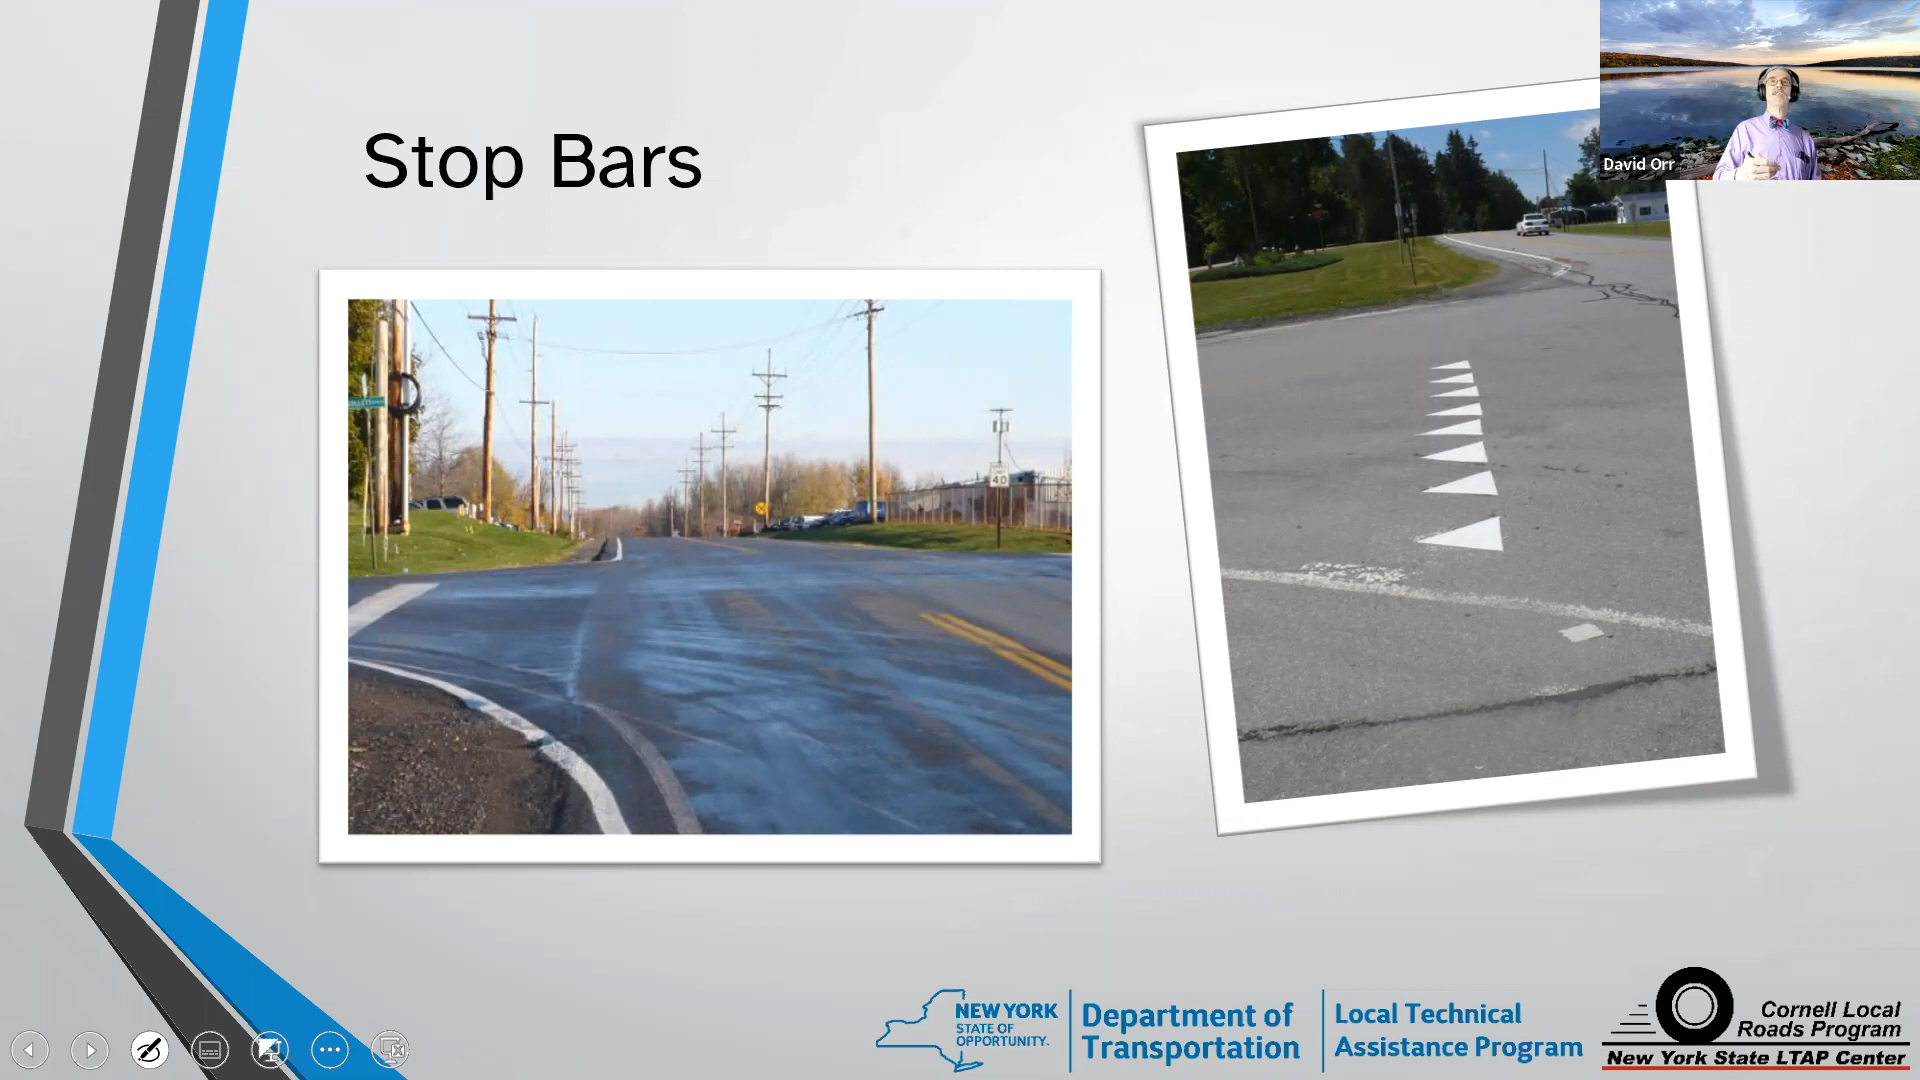 Stop Bars
David Orr
40
NEW YORK
STATE OF
OPPORTUNITY.
Department of
Transportation
Local Technical
Assistance Program
Cornell Local
Roads Program
New York State LTAP Center